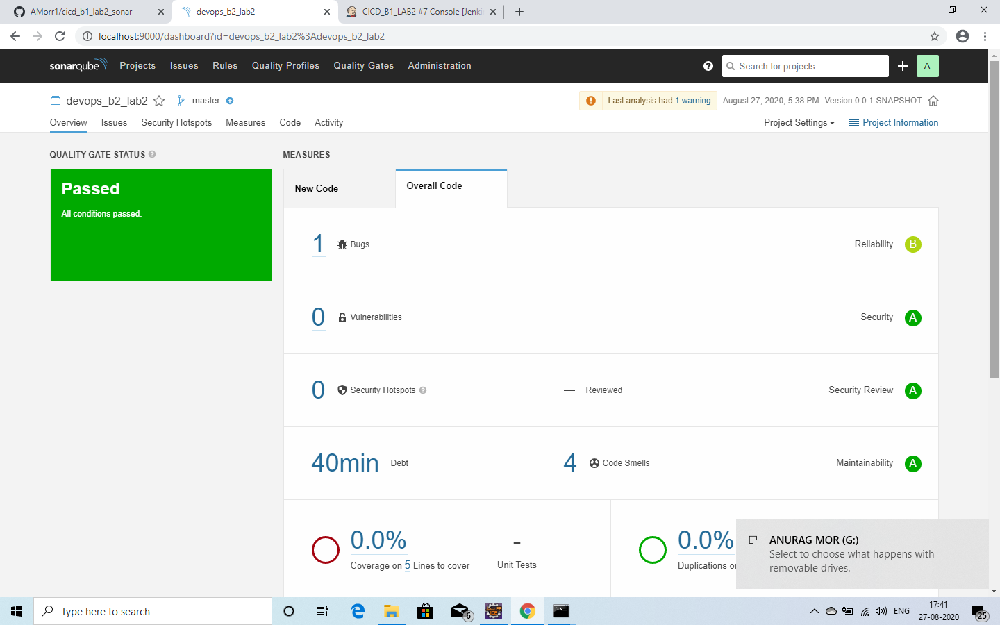 AMorr1/cicd_b1_lab2_sonar
devops_b2_lab2
CICD_B1_LAB2 #7 Console [Jenki
localhost:9000/dashboard?id=devops_b2_lab2%3Adevops_b2_lab2
sonarqube
Projects
Issues
Rules
Quality Profiles
Quality Gates
Administration
Search for projects...
A
devops_b2_lab2
master
Last analysis had 1 warning
August 27, 2020, 5:38 PM
Version 0.0.1-SNAPSHOT
Overview
Issues
Security Hotspots
Measures
Code
Activity
Project Settings
Project Information
QUALITY GATE STATUS
MEASURES
Passed
All conditions passed.
New Code
Overall Code
1 Bugs
Reliability B
0 Vulnerabilities
Security A
0 Security Hotspots
— Reviewed
Security Review A
40min Debt
4 Code Smells
Maintainability A
0.0%
Coverage on 5 Lines to cover
-
Unit Tests
0.0%
Duplications
ANURAG MOR (G:)
Select to choose what happens with
removable drives.
Type here to search
6
ENG
17:41
27-08-2020
25